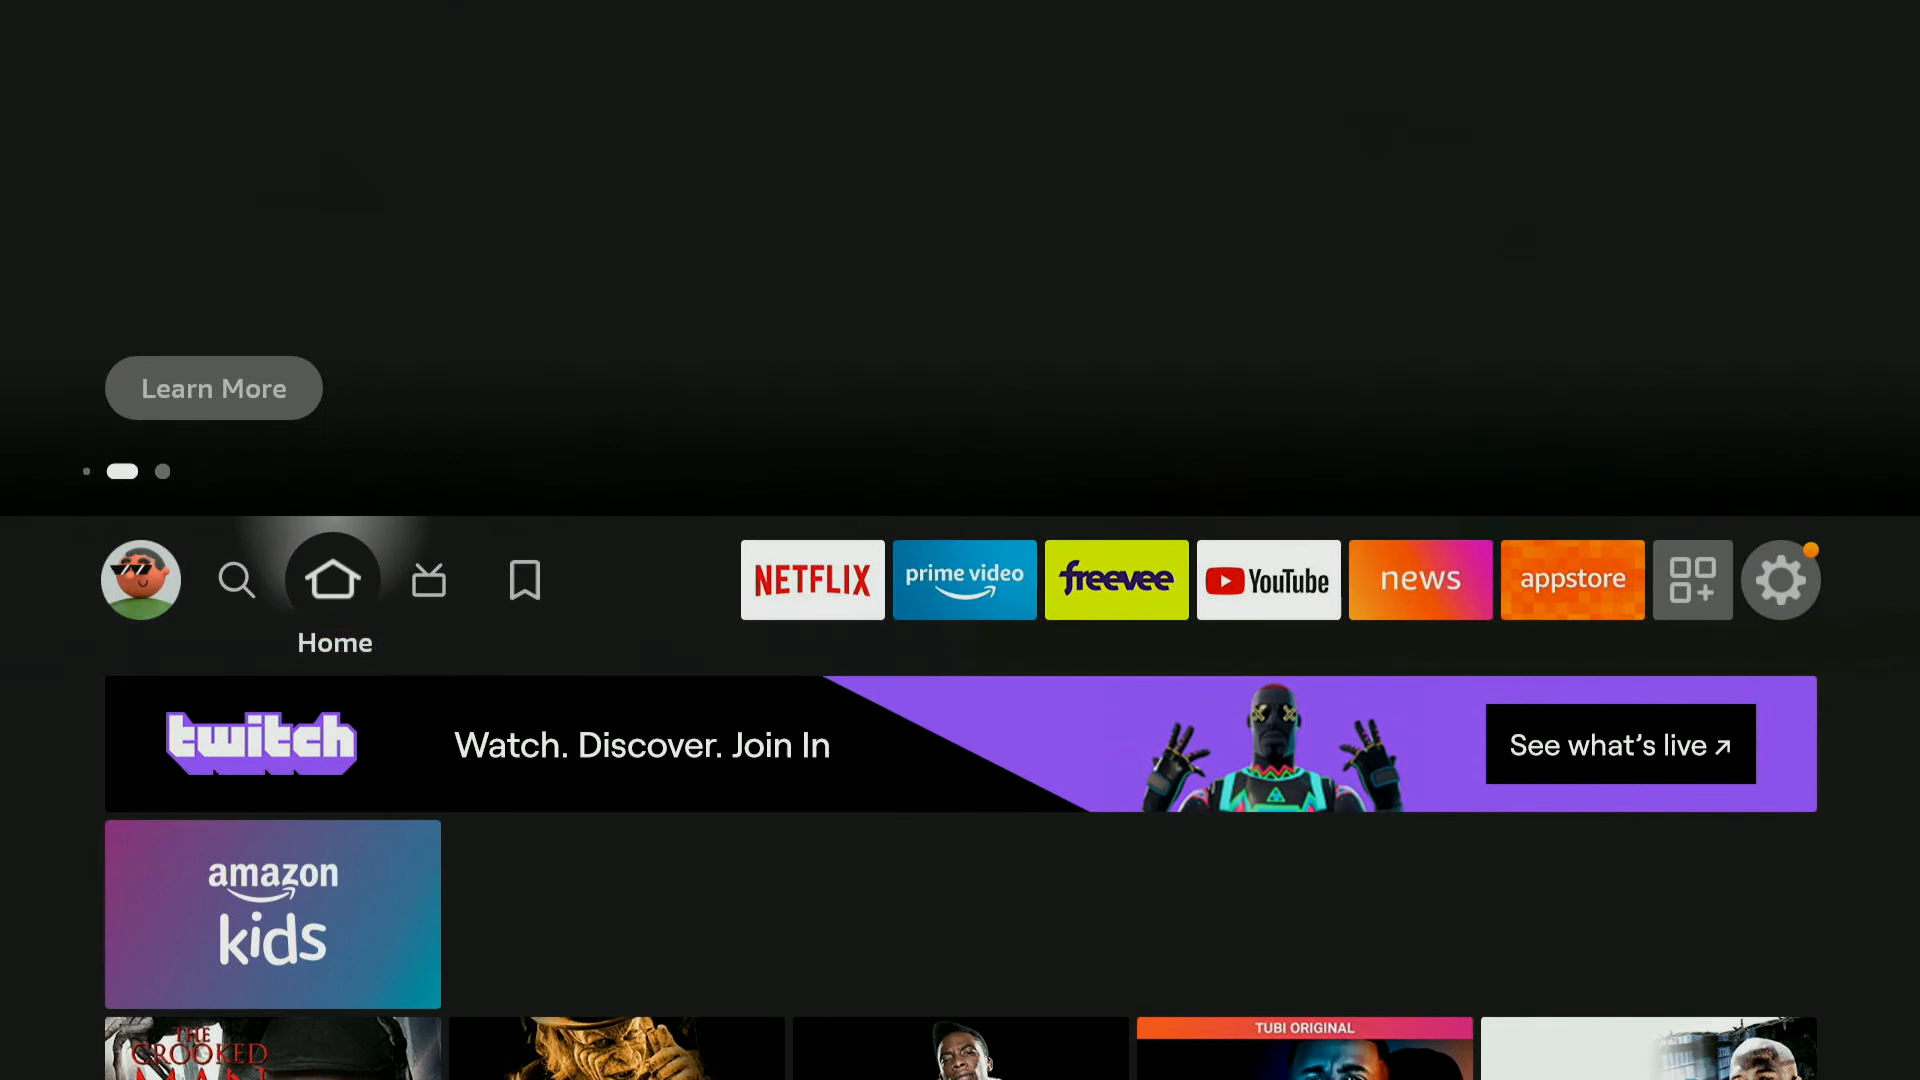 Learn More
NETFLIX
prime video
freevee
YouTube
news
appstore
Home
twitch
Watch. Discover. Join In
See what's live ↗
amazon
kids
THE
CROOKED
MAN
TUBI ORIGINAL